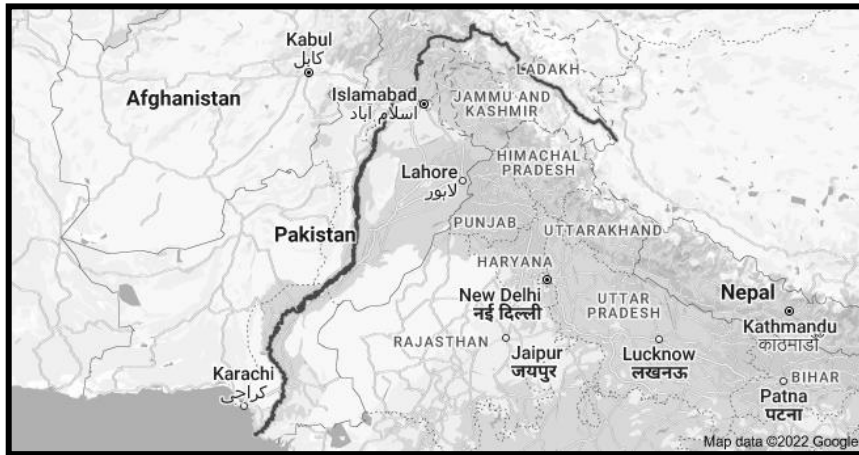 Kabul
کابل
Afghanistan
Islamabad
اسلام آباد
LADAKH
JAMMU AND
KASHMIR
Lahore
لاہور
HIMACHAL
PRADESH
Pakistan
PUNJAB
UTTARAKHAND
HARYANA
New Delhi
नई दिल्ली
UTTAR
PRADESH
Nepal
Kathmandu
काठमाडौं
RAJASTHAN
Jaipur
जयपुर
Lucknow
लखनऊ
Karachi
کراچی
BIHAR
Patna
पटना
Map data ©2022 Google